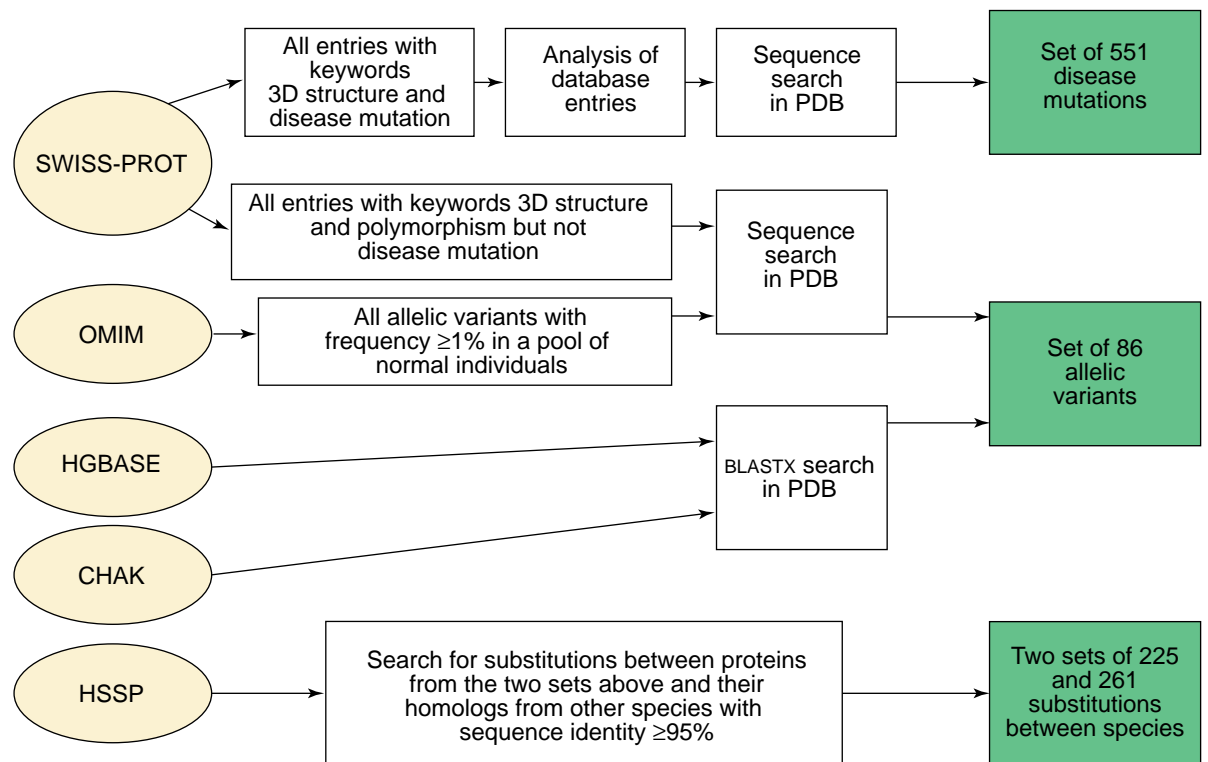 All entries with
keywords
3D structure and
disease mutation
Analysis of
database
entries
Sequence
search
in PDB
Set of 551
disease
mutations
SWISS-PROT
All entries with keywords 3D structure
and polymorphism but not
disease mutation
Sequence
search
in PDB
OMIM
All allelic variants with
frequency ≥1% in a pool of
normal individuals
Set of 86
allelic
variants
HGBASE
BLASTX search
in PDB
CHAK
HSSP
Search for substitutions between proteins
from the two sets above and their
homologs from other species with
sequence identity ≥95%
Two sets of 225
and 261
substitutions
between species